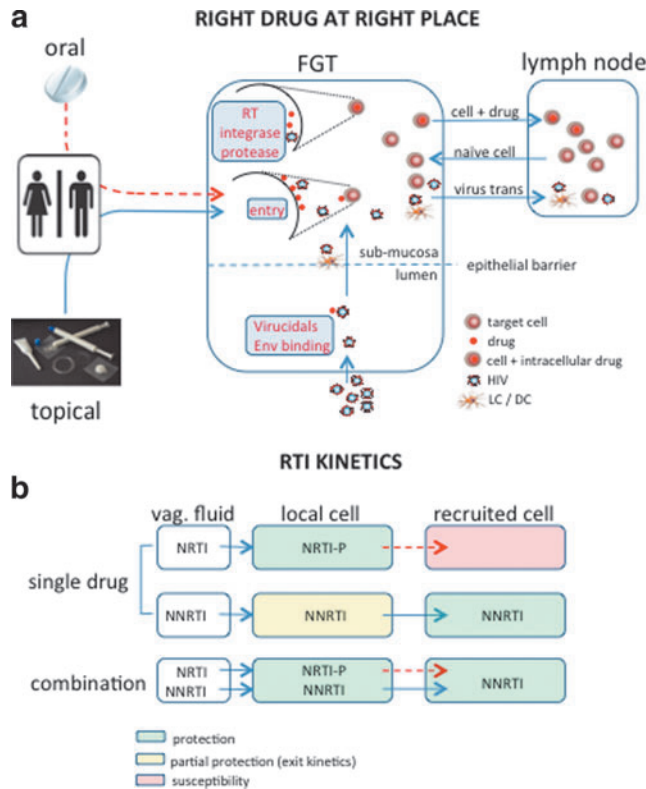 a
RIGHT DRUG AT RIGHT PLACE
oral
FGT
lymph node
RT
integrase
protease
cell + drug
naïve cell
virus trans
entry
sub-mucosa
lumen
epithelial barrier
Virucidals
Env binding
topical
target cell
drug
cell + intracellular drug
HIV
LC / DC
RTI KINETICS
b
vag. fluid
local cell
recruited cell
single drug
NRTI
NRTI-P
NNRTI
NNRTI
NNRTI
combination
NRTI
NNRTI
NRTI-P
NNRTI
NNRTI
protection
partial protection (exit kinetics)
susceptibility